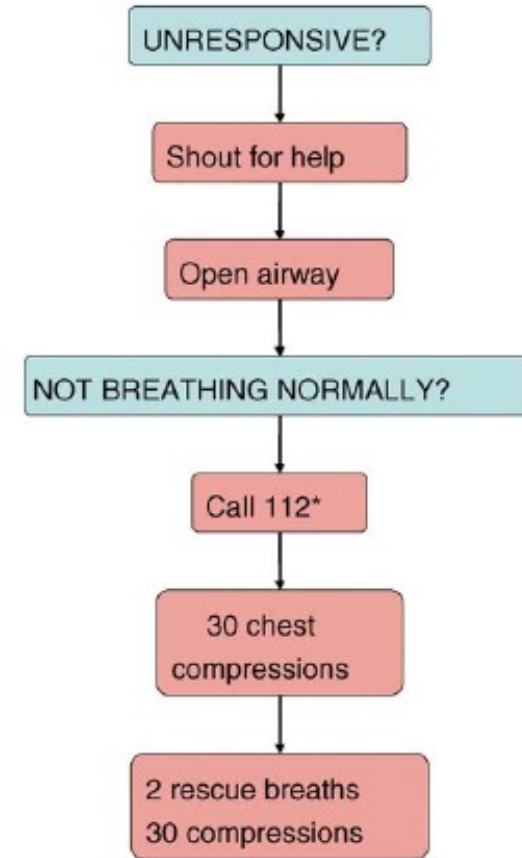 UNRESPONSIVE?
Shout for help
Open airway
NOT BREATHING NORMALLY?
Call 112*
30 chest
compressions
2 rescue breaths
30 compressions